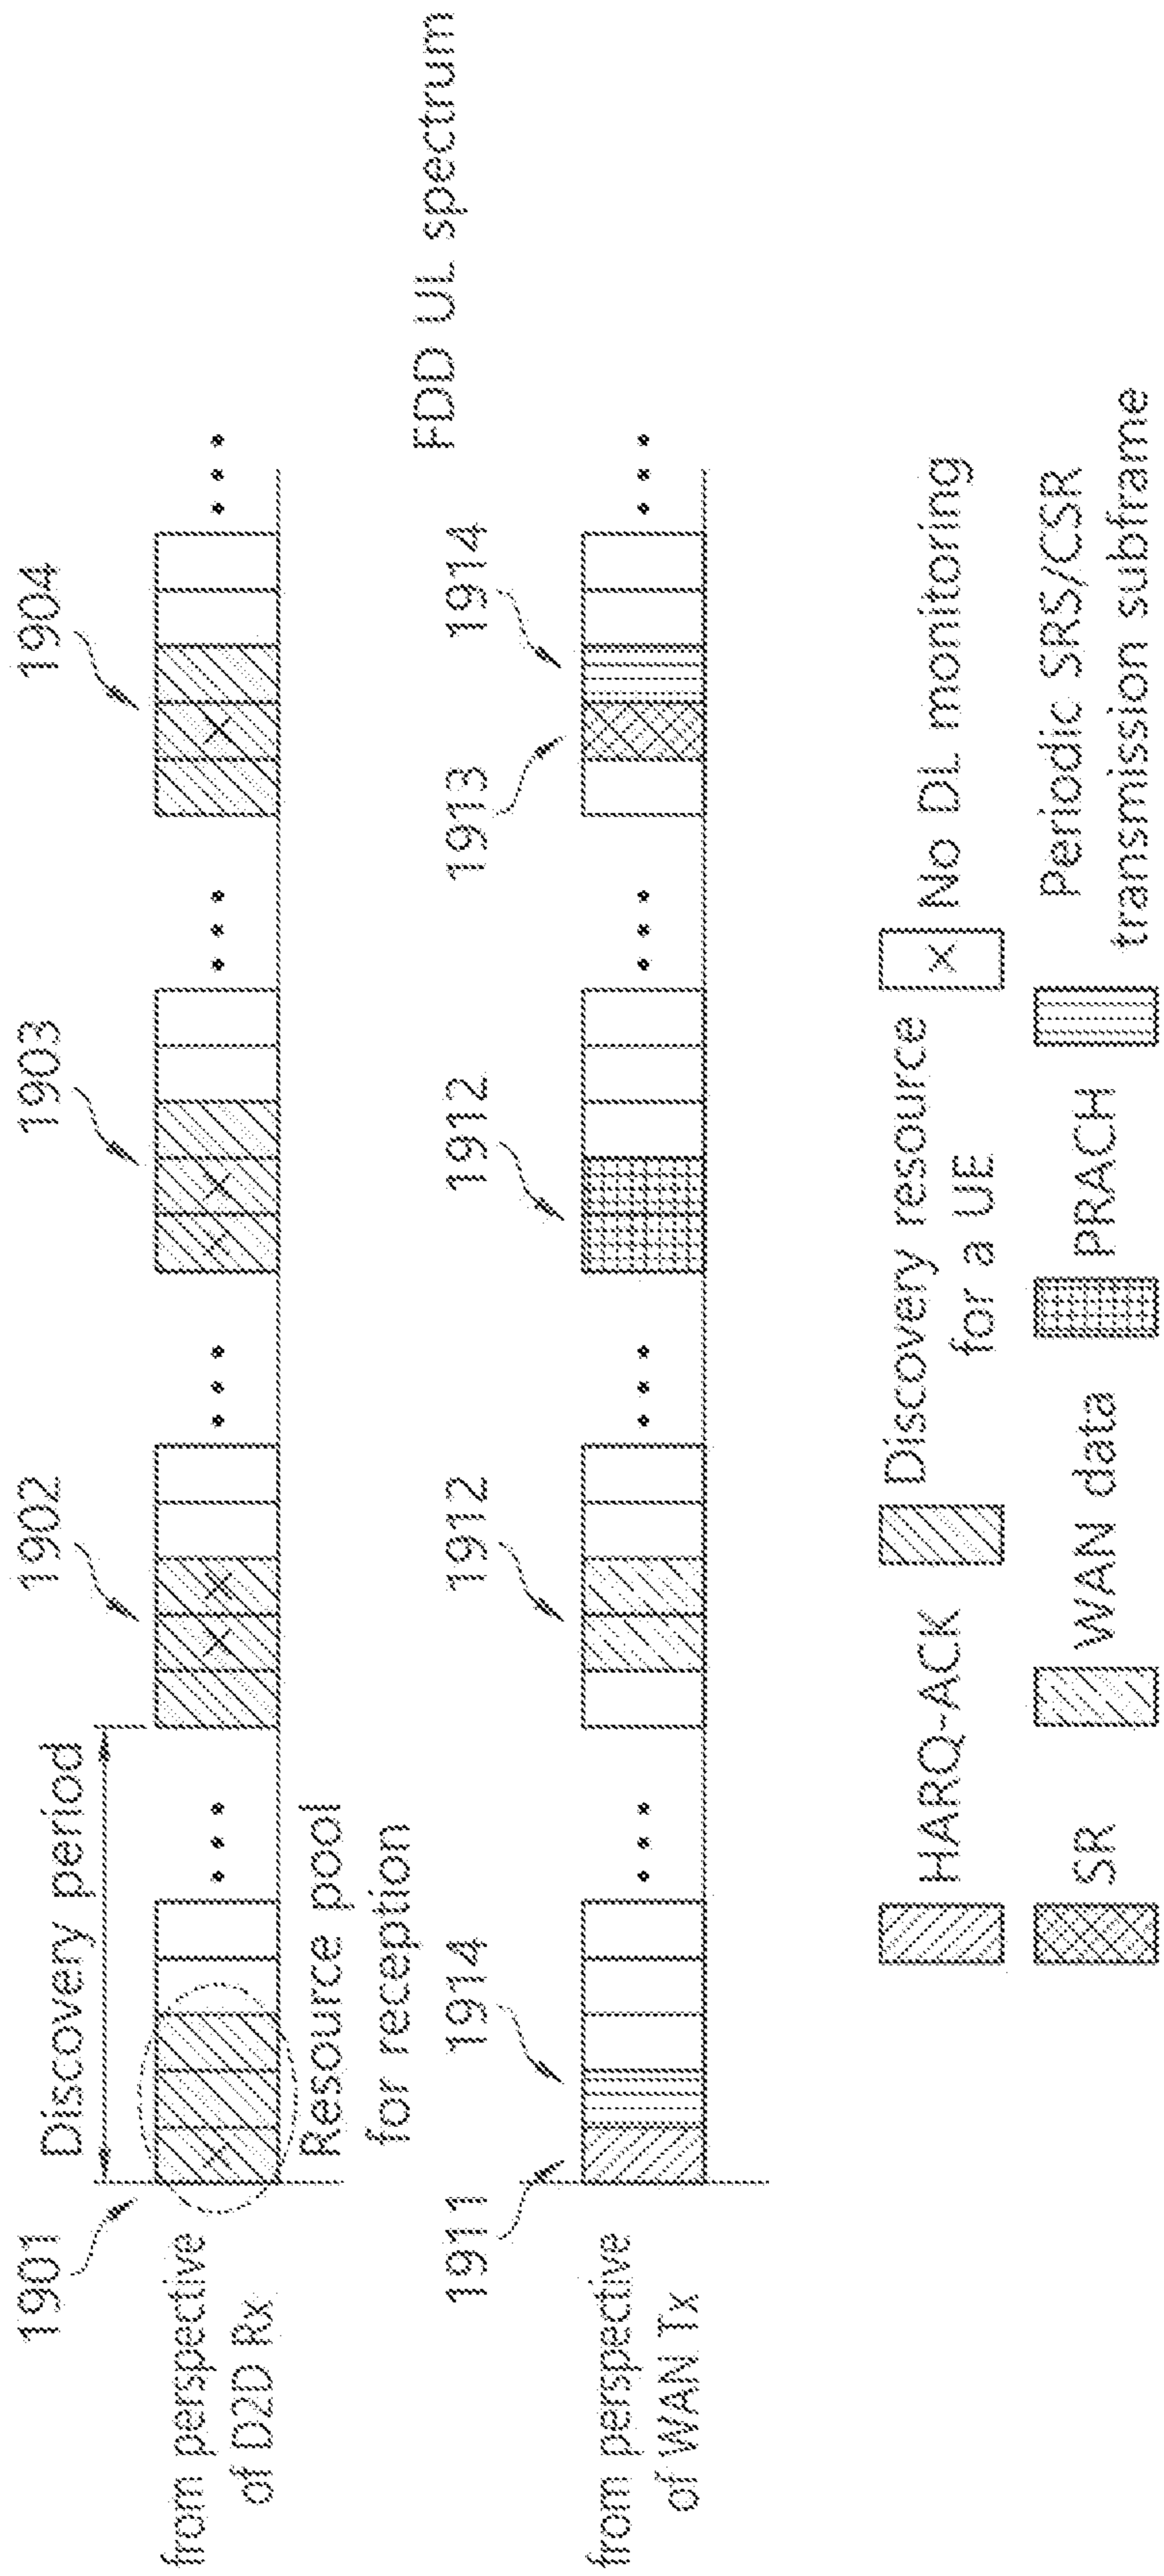 1901
1902
1903
1904
Discovery period
from perspective
of D2D Rx
Resource pool
for reception
FDD UL spectrum
1911
1914
1912
1912
1913
1914
from perspective
of WAN Tx
HARQ-ACK
Discovery resource
for a UE
No DL monitoring
SR
WAN data
PRACH
Periodic SRS/CSR
transmission subframe